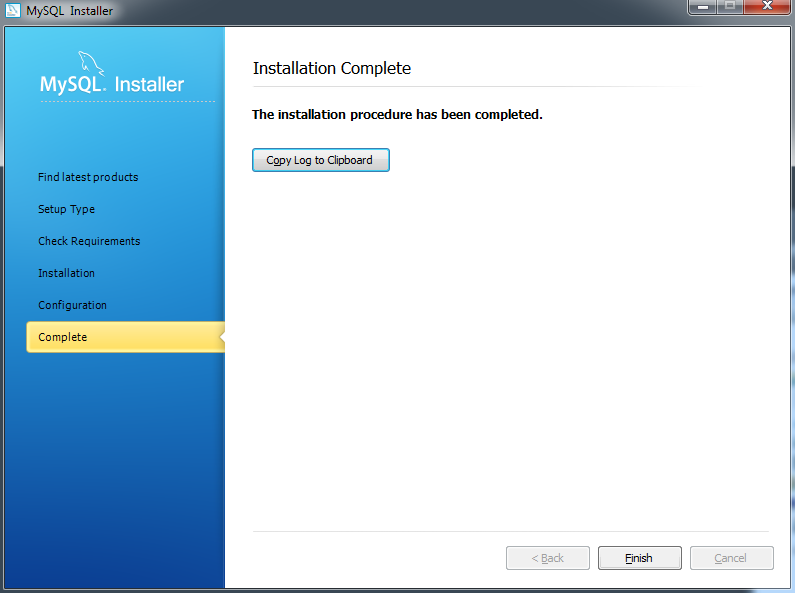 MySQL Installer
MySQL. Installer
Find latest products
Setup Type
Check Requirements
Installation
Configuration
Complete
Installation Complete
The installation procedure has been completed.
Copy Log to Clipboard
< Back
Finish
Cancel